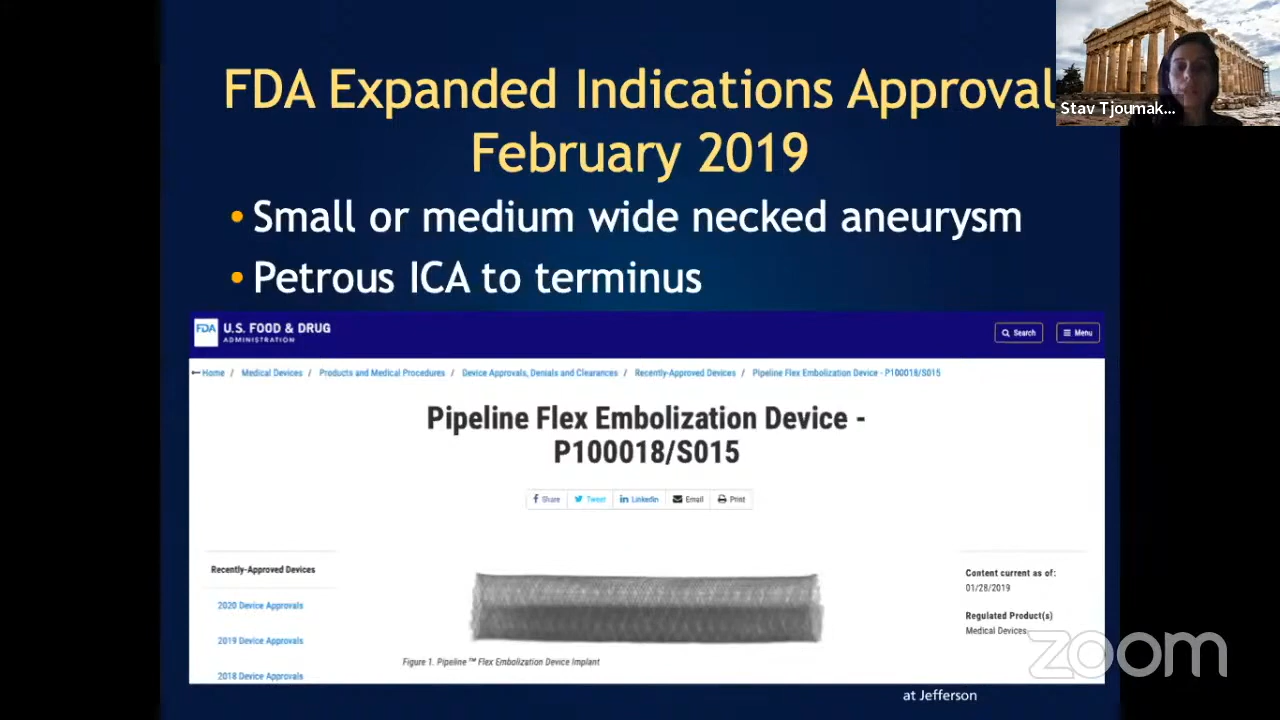 FDA Expanded Indications Approval
February 2019
Stav Tjoumak...
• Small or medium wide necked aneurysm
• Petrous ICA to terminus
FDA U.S. FOOD & DRUG
ADMINISTRATION
Search
Menu
Home / Medical Devices / Products and Medical Procedures / Device Approvals, Denials and Clearances / Recently-Approved Devices / Pipeline Flex Embolization Device - P100018/S015
Pipeline Flex Embolization Device -
P100018/S015
Share Tweet LinkedIn Email Print
Recently-Approved Devices
2020 Device Approvals
2019 Device Approvals
2018 Device Approvals
Figure 1. Pipeline ™ Flex Embolization Device Implant
Content current as of:
01/28/2019
Regulated Product(s)
Medical Devices
zoom
at Jefferson